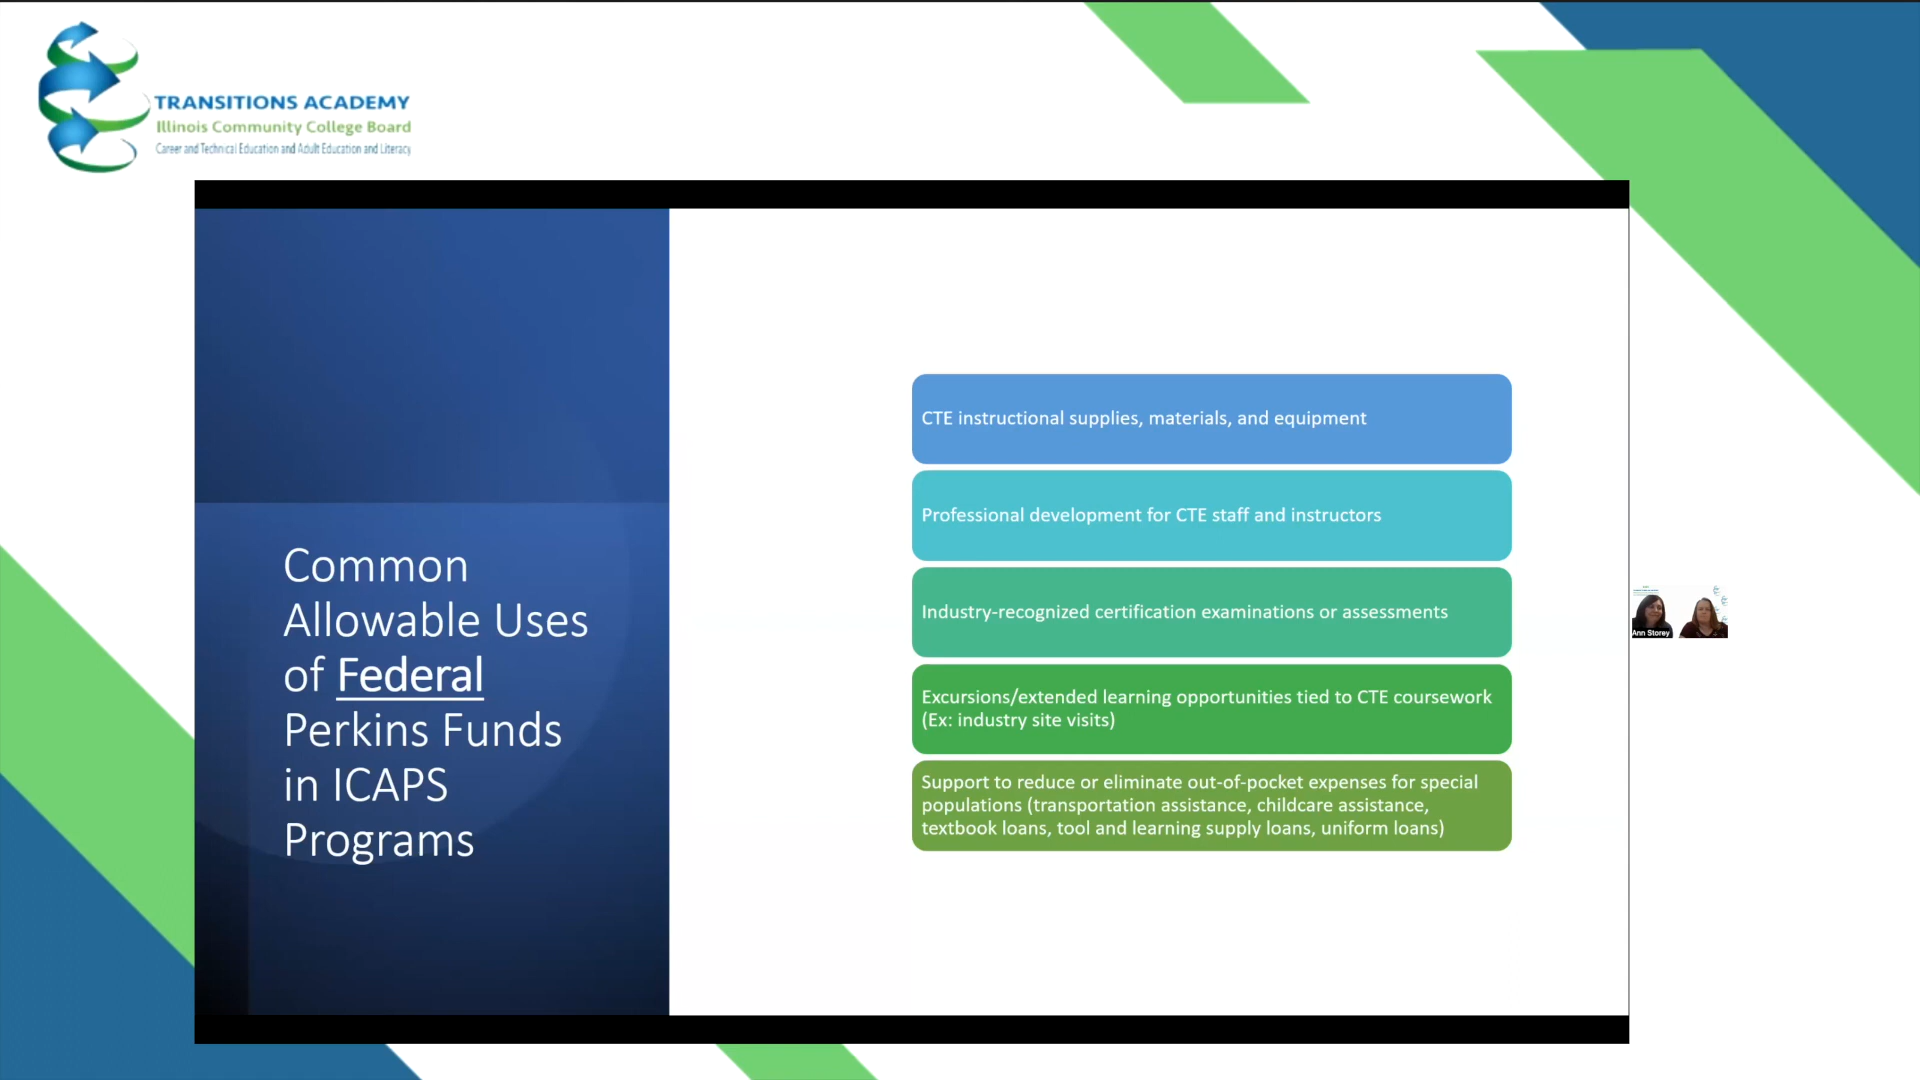 TRANSITIONS ACADEMY
Illinois Community College Board
Career and Technical Education and Adult Education and Literacy
Common
Allowable Uses
of Federal
Perkins Funds
in ICAPS
Programs
CTE instructional supplies, materials, and equipment
Professional development for CTE staff and instructors
Industry-recognized certification examinations or assessments
Excursions/extended learning opportunities tied to CTE coursework
(Ex: industry site visits)
Support to reduce or eliminate out-of-pocket expenses for special
populations (transportation assistance, childcare assistance,
textbook loans, tool and learning supply loans, uniform loans)
Ann Storey